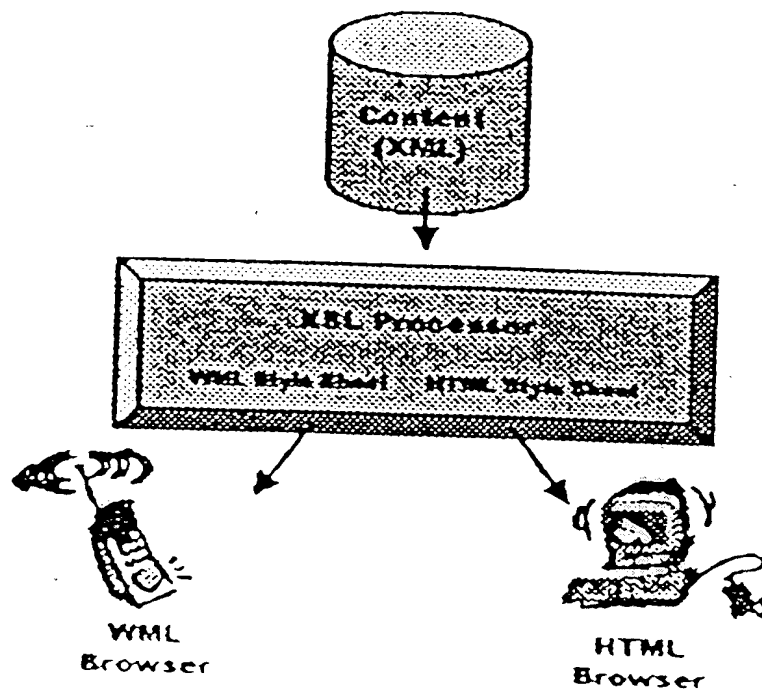 Content
(XML)
XSL Processor
WML Style Sheet HTML Style Sheet
WML
Browser
HTML
Browser